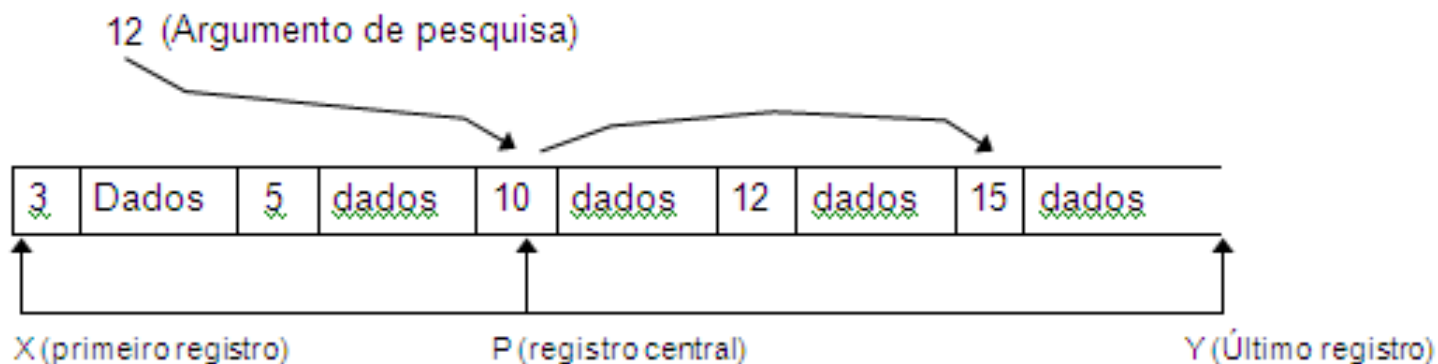 12 (Argumento de pesquisa)
3 Dados 5 dados 10 dados 12 dados 15 dados
X (primeiro registro) P (registro central) Y (Último registro)